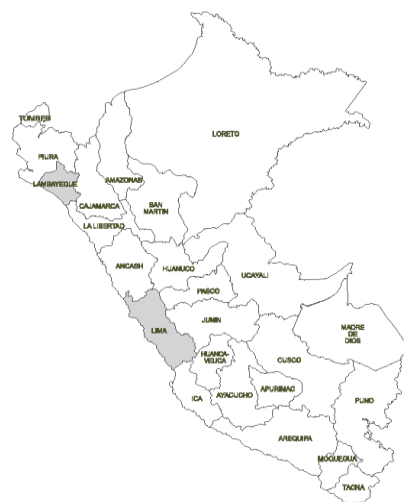 TUMBES
LORETO
PIURA
LAMBAYEQUE
AMAZONAS
CAJAMARCA
SAN
MARTIN
LA LIBERTAD
ANCASH
HUANUCO
UCAYALI
PASCO
LIMA
JUNIN
MADRE
DE
DIOS
HUANCA-
VELICA
CUSCO
ICA
AYACUCHO
APURIMAC
PUNO
AREQUIPA
MOQUEGUA
TACNA